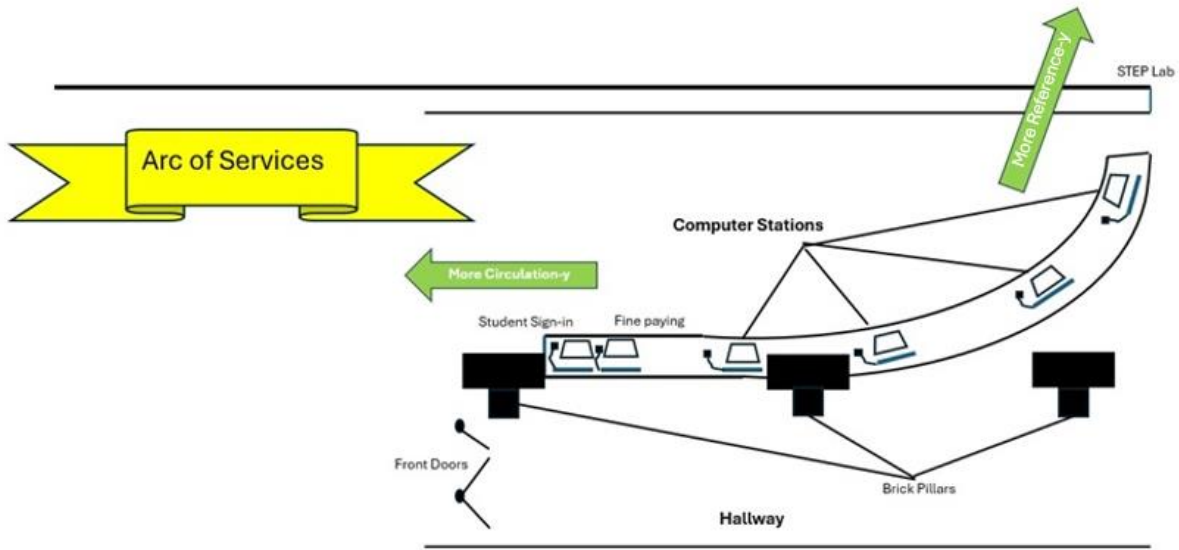 More Reference-y
STEP Lab
Arc of Services
Computer Stations
More Circulation-y
Student Sign-in
Fine paying
Front Doors
Brick Pillars
Hallway